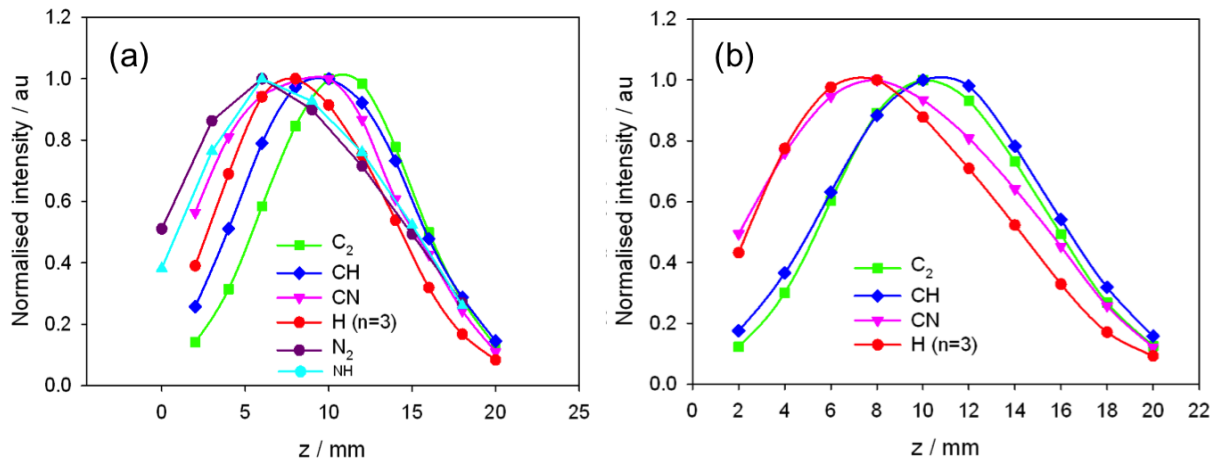 (a)
Normalised intensity / au
1.2
1.0
0.8
0.6
0.4
0.2
0.0
C₂
CH
CN
H (n=3)
N₂
NH
0 5 10 15 20 25
z / mm
(b)
Normalised intensity / au
1.2
1.0
0.8
0.6
0.4
0.2
0.0
C₂
CH
CN
H (n=3)
2 4 6 8 10 12 14 16 18 20 22
z / mm